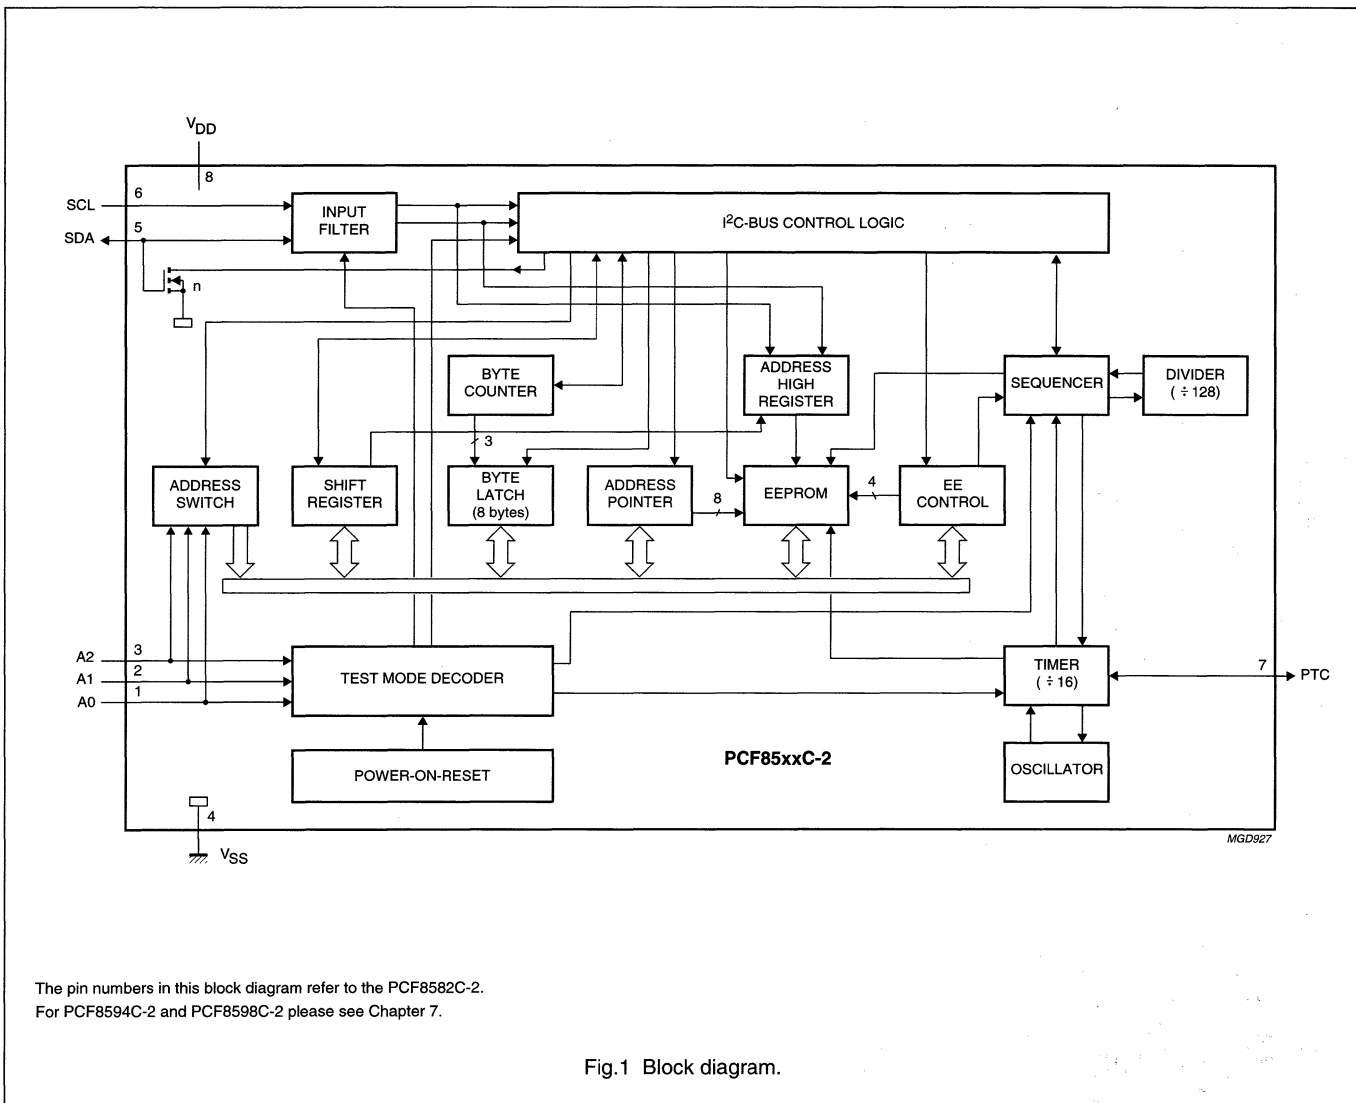 VDD
8
SCL
6
INPUT
FILTER
I2C-BUS CONTROL LOGIC
SDA
5
n
BYTE
COUNTER
ADDRESS
HIGH
REGISTER
SEQUENCER
DIVIDER
( ÷ 128)
3
ADDRESS
SWITCH
SHIFT
REGISTER
BYTE
LATCH
(8 bytes)
ADDRESS
POINTER
8
EEPROM
4
EE
CONTROL
A2
3
A1
2
A0
1
TEST MODE DECODER
TIMER
( ÷ 16)
7
PTC
POWER-ON-RESET
PCF85xxC-2
OSCILLATOR
4
VSS
MGD927
The pin numbers in this block diagram refer to the PCF8582C-2.
For PCF8594C-2 and PCF8598C-2 please see Chapter 7.
Fig.1 Block diagram.